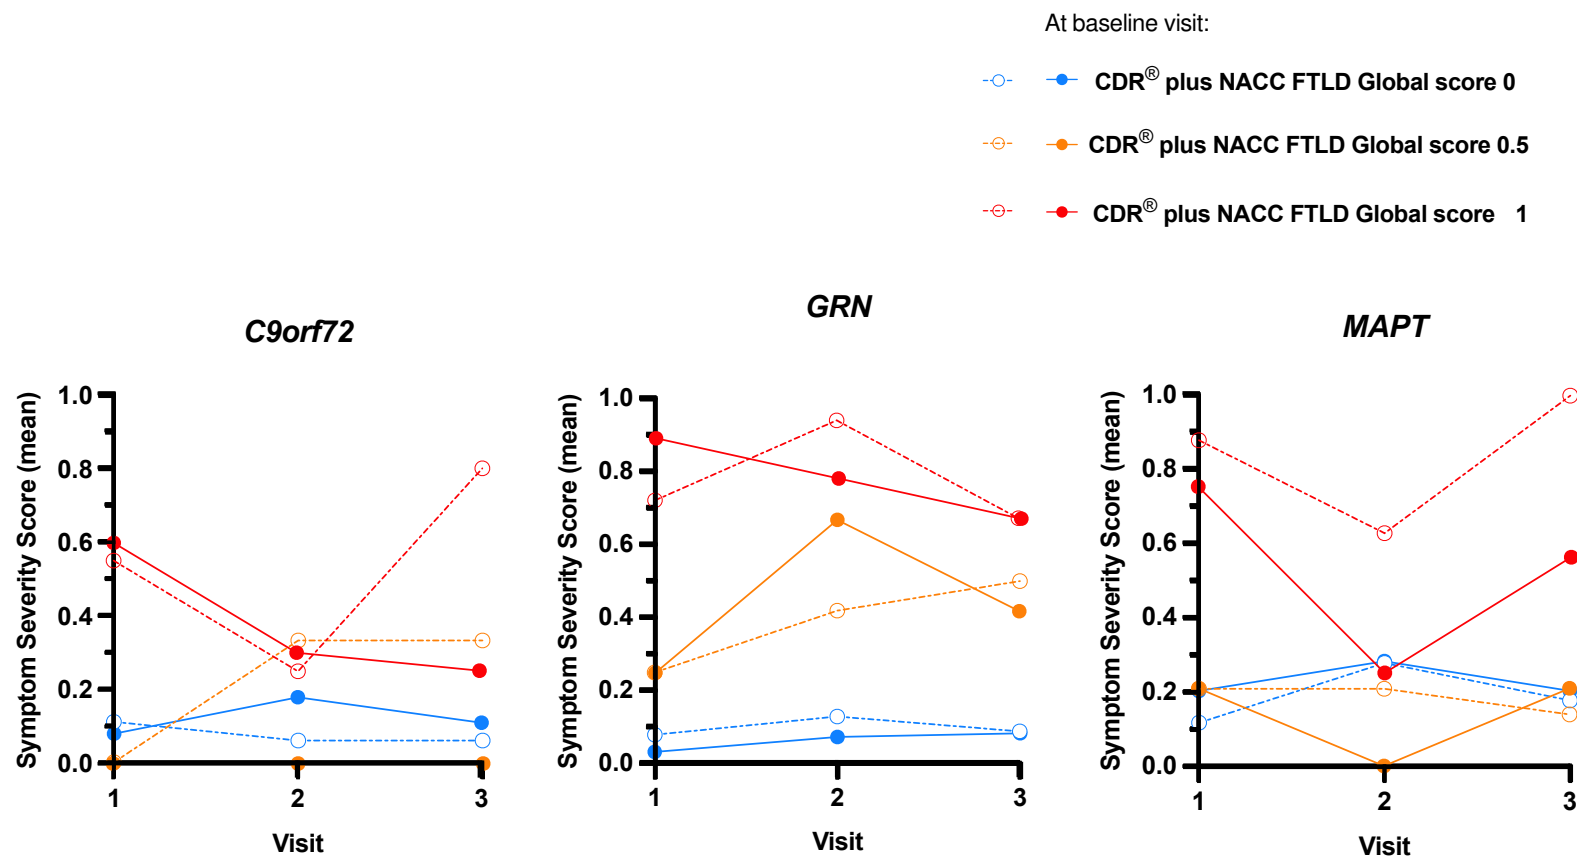 At baseline visit:
CDR® plus NACC FTLD Global score 0
CDR® plus NACC FTLD Global score 0.5
CDR® plus NACC FTLD Global score 1
C9orf72
Symptom Severity Score (mean)
1.0
0.8
0.6
0.4
0.2
0.0
1 2 3
Visit
GRN
Symptom Severity Score (mean)
1.0
0.8
0.6
0.4
0.2
0.0
1 2 3
Visit
MAPT
Symptom Severity Score (mean)
1.0
0.8
0.6
0.4
0.2
0.0
1 2 3
Visit